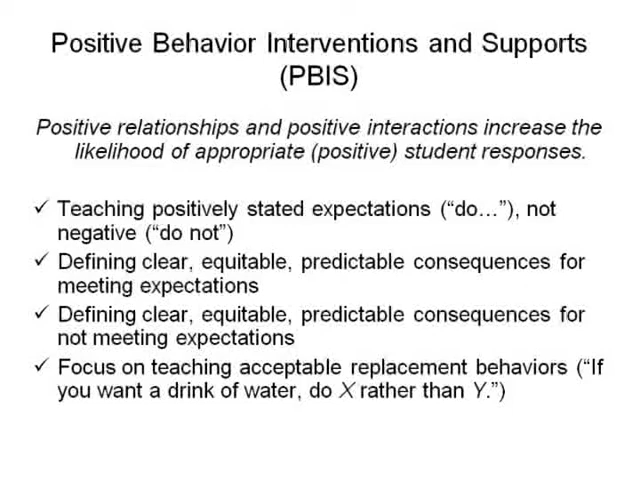 Positive Behavior Interventions and Supports
(PBIS)
Positive relationships and positive interactions increase the
likelihood of appropriate (positive) student responses.
✓ Teaching positively stated expectations (“do…”), not
negative (“do not”)
✓ Defining clear, equitable, predictable consequences for
meeting expectations
✓ Defining clear, equitable, predictable consequences for
not meeting expectations
✓ Focus on teaching acceptable replacement behaviors (“If
you want a drink of water, do X rather than Y.”)